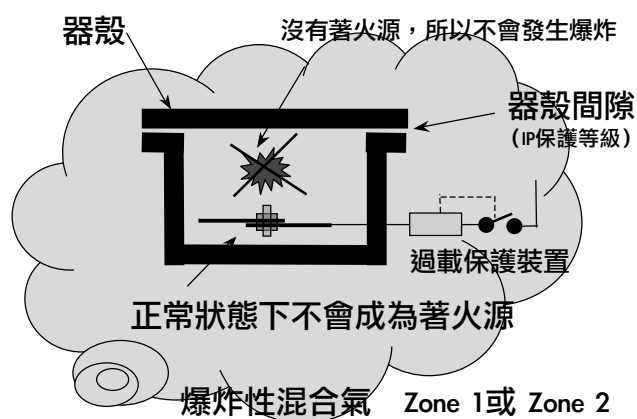 器殼
沒有著火源，所以不會發生爆炸
器殼間隙
（IP保護等級）
過載保護裝置
正常狀態下不會成為著火源
爆炸性混合氣 Zone 1或 Zone 2